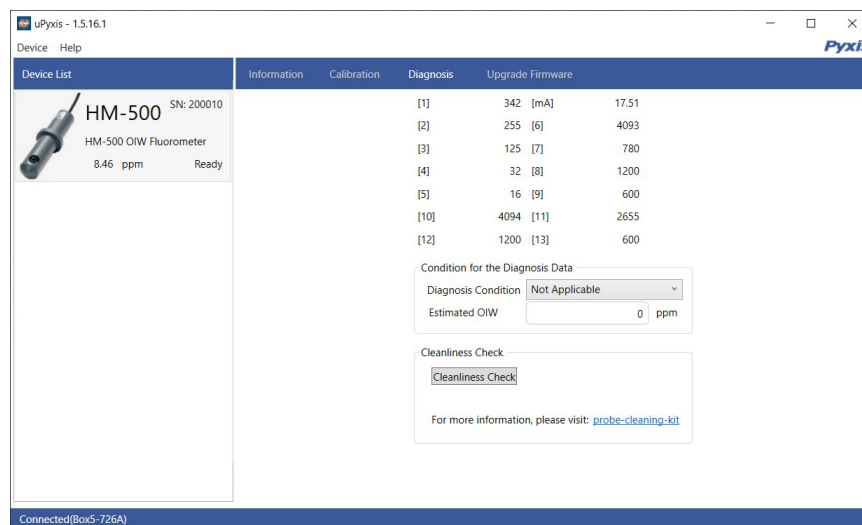 uPyxis - 1.5.16.1
Device Help
Pyxis
Device List
Information Calibration Diagnosis Upgrade Firmware
HM-500 SN: 200010
HM-500 OIW Fluorometer
8.46 ppm Ready
[1] 342 [mA] 17.51
[2] 255 [6] 4093
[3] 125 [7] 780
[4] 32 [8] 1200
[5] 16 [9] 600
[10] 4094 [11] 2655
[12] 1200 [13] 600
Condition for the Diagnosis Data
Diagnosis Condition Not Applicable
Estimated OIW 0 ppm
Cleanliness Check
Cleanliness Check
For more information, please visit: probe-cleaning-kit
Connected(Box5-726A)